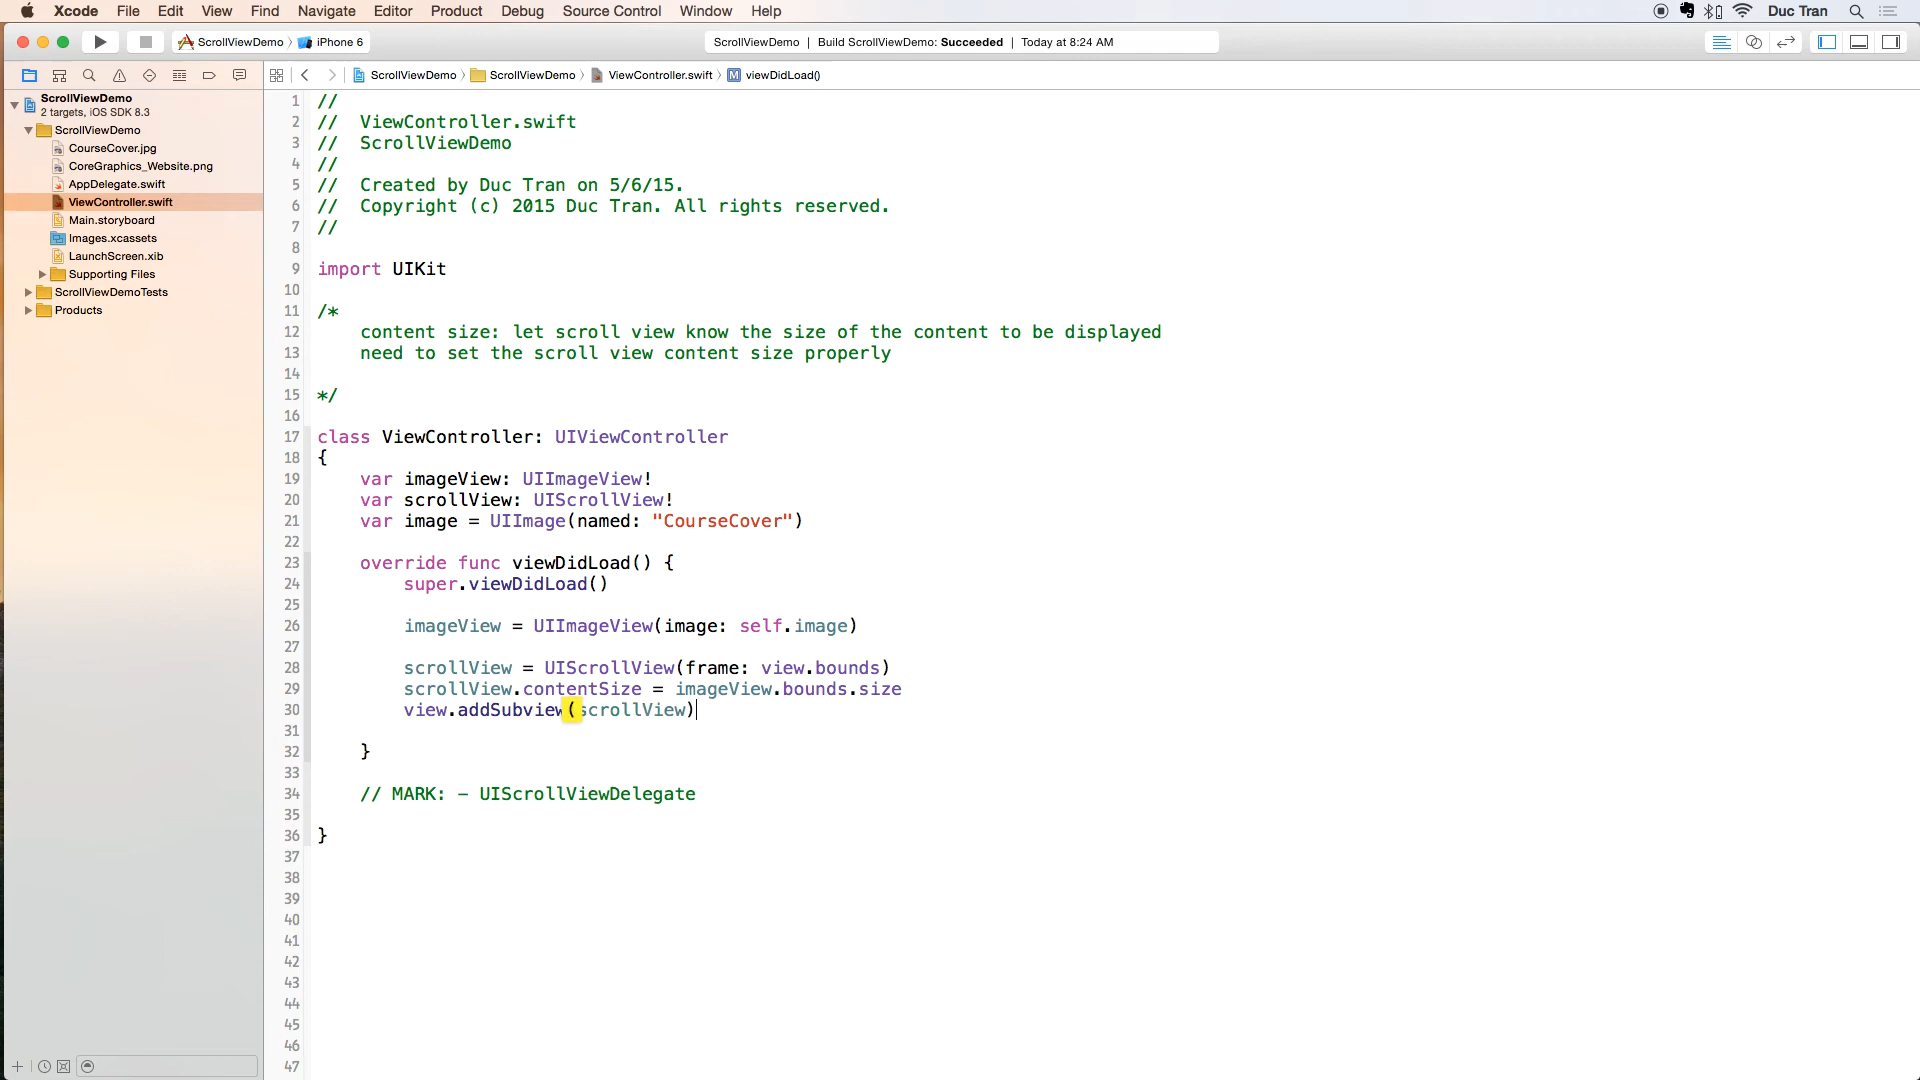 Xcode File Edit View Find Navigate Editor Product Debug Source Control Window Help Duc Tran
ScrollViewDemo iPhone 6 ScrollViewDemo | Build ScrollViewDemo: Succeeded | Today at 8:24 AM
ScrollViewDemo ScrollViewDemo ViewController.swift M viewDidLoad()
ScrollViewDemo
2 targets, iOS SDK 8.3
ScrollViewDemo
CourseCover.jpg
CoreGraphics_Website.png
AppDelegate.swift
ViewController.swift
Main.storyboard
Images.xcassets
LaunchScreen.xib
Supporting Files
ScrollViewDemoTests
Products
1 //
2 //  ViewController.swift
3 //  ScrollViewDemo
4 //
5 //  Created by Duc Tran on 5/6/15.
6 //  Copyright (c) 2015 Duc Tran. All rights reserved.
7 //
8
9 import UIKit
10
11 /*
12     content size: let scroll view know the size of the content to be displayed
13     need to set the scroll view content size properly
14
15 */
16
17 class ViewController: UIViewController
18 {
19     var imageView: UIImageView!
20     var scrollView: UIScrollView!
21     var image = UIImage(named: "CourseCover")
22
23     override func viewDidLoad() {
24         super.viewDidLoad()
25
26         imageView = UIImageView(image: self.image)
27
28         scrollView = UIScrollView(frame: view.bounds)
29         scrollView.contentSize = imageView.bounds.size
30         view.addSubview(scrollView)
31
32     }
33
34     // MARK: - UIScrollViewDelegate
35
36 }
37
38
39
40
41
42
43
44
45
46
47